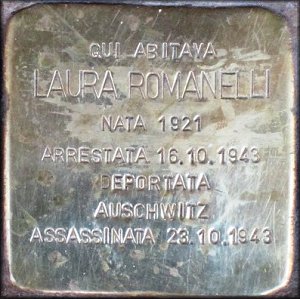 QUI ABITAVA
LAURA ROMANELLI
NATA 1921
ARRESTATA 16.10.1943
DEPORTATA
AUSCHWITZ
ASSASSINATA 23.10.1943